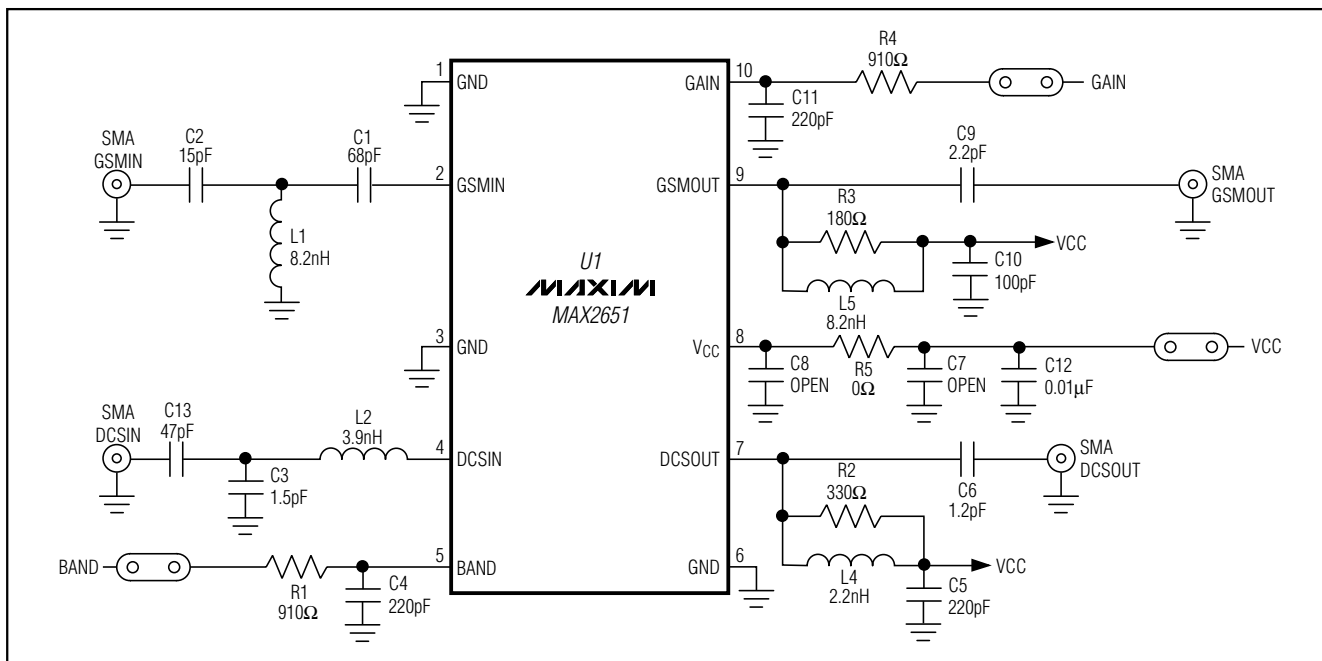 1
GND
SMA
GSMIN
C2
15pF
C1
68pF
2
GSMIN
L1
8.2nH
3
GND
SMA
DCSIN
C13
47pF
L2
3.9nH
4
DCSIN
C3
1.5pF
BAND
R1
910Ω
C4
220pF
5
BAND
U1
MAXIM
MAX2651
GAIN
10
R4
910Ω
GAIN
C11
220pF
C9
2.2pF
GSMOUT
9
SMA
GSMOUT
R3
180Ω
VCC
C10
100pF
L5
8.2nH
VCC
8
C8
OPEN
R5
0Ω
C7
OPEN
C12
0.01µF
VCC
DCSOUT
7
SMA
DCSOUT
C6
1.2pF
R2
330Ω
GND
6
VCC
L4
2.2nH
C5
220pF